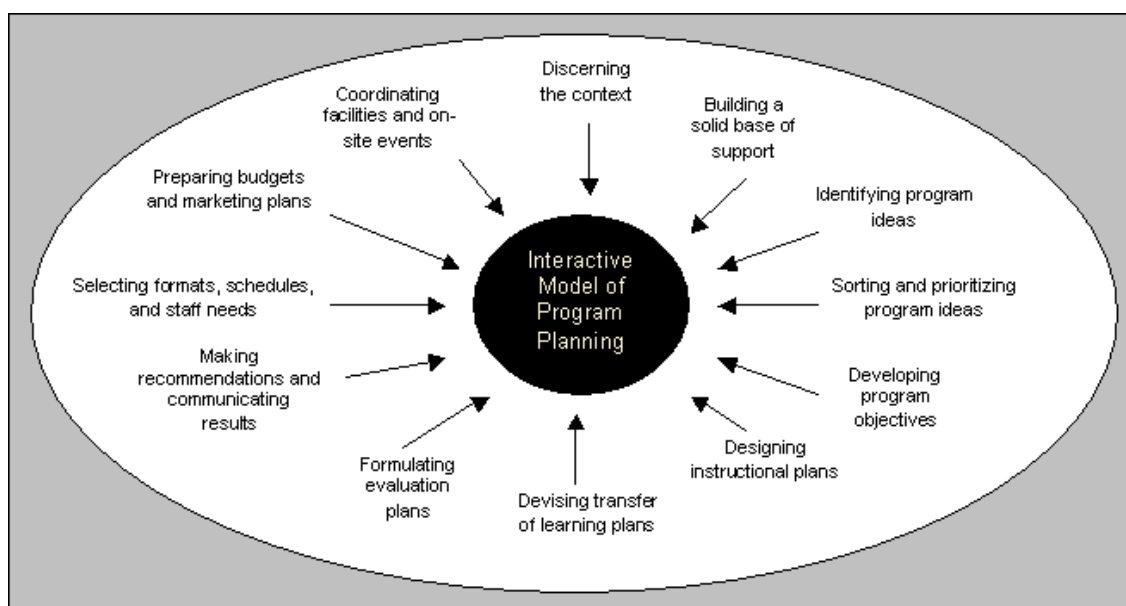 Discerning
the context
Building a
solid base of
support
Identifying program
ideas
Sorting and prioritizing
program ideas
Developing
program
objectives
Designing
instructional plans
Devising transfer
of learning plans
Formulating
evaluation
plans
Making
recommendations and
communicating
results
Selecting formats, schedules,
and staff needs
Preparing budgets
and marketing plans
Coordinating
facilities and on-
site events
Interactive
Model of
Program
Planning